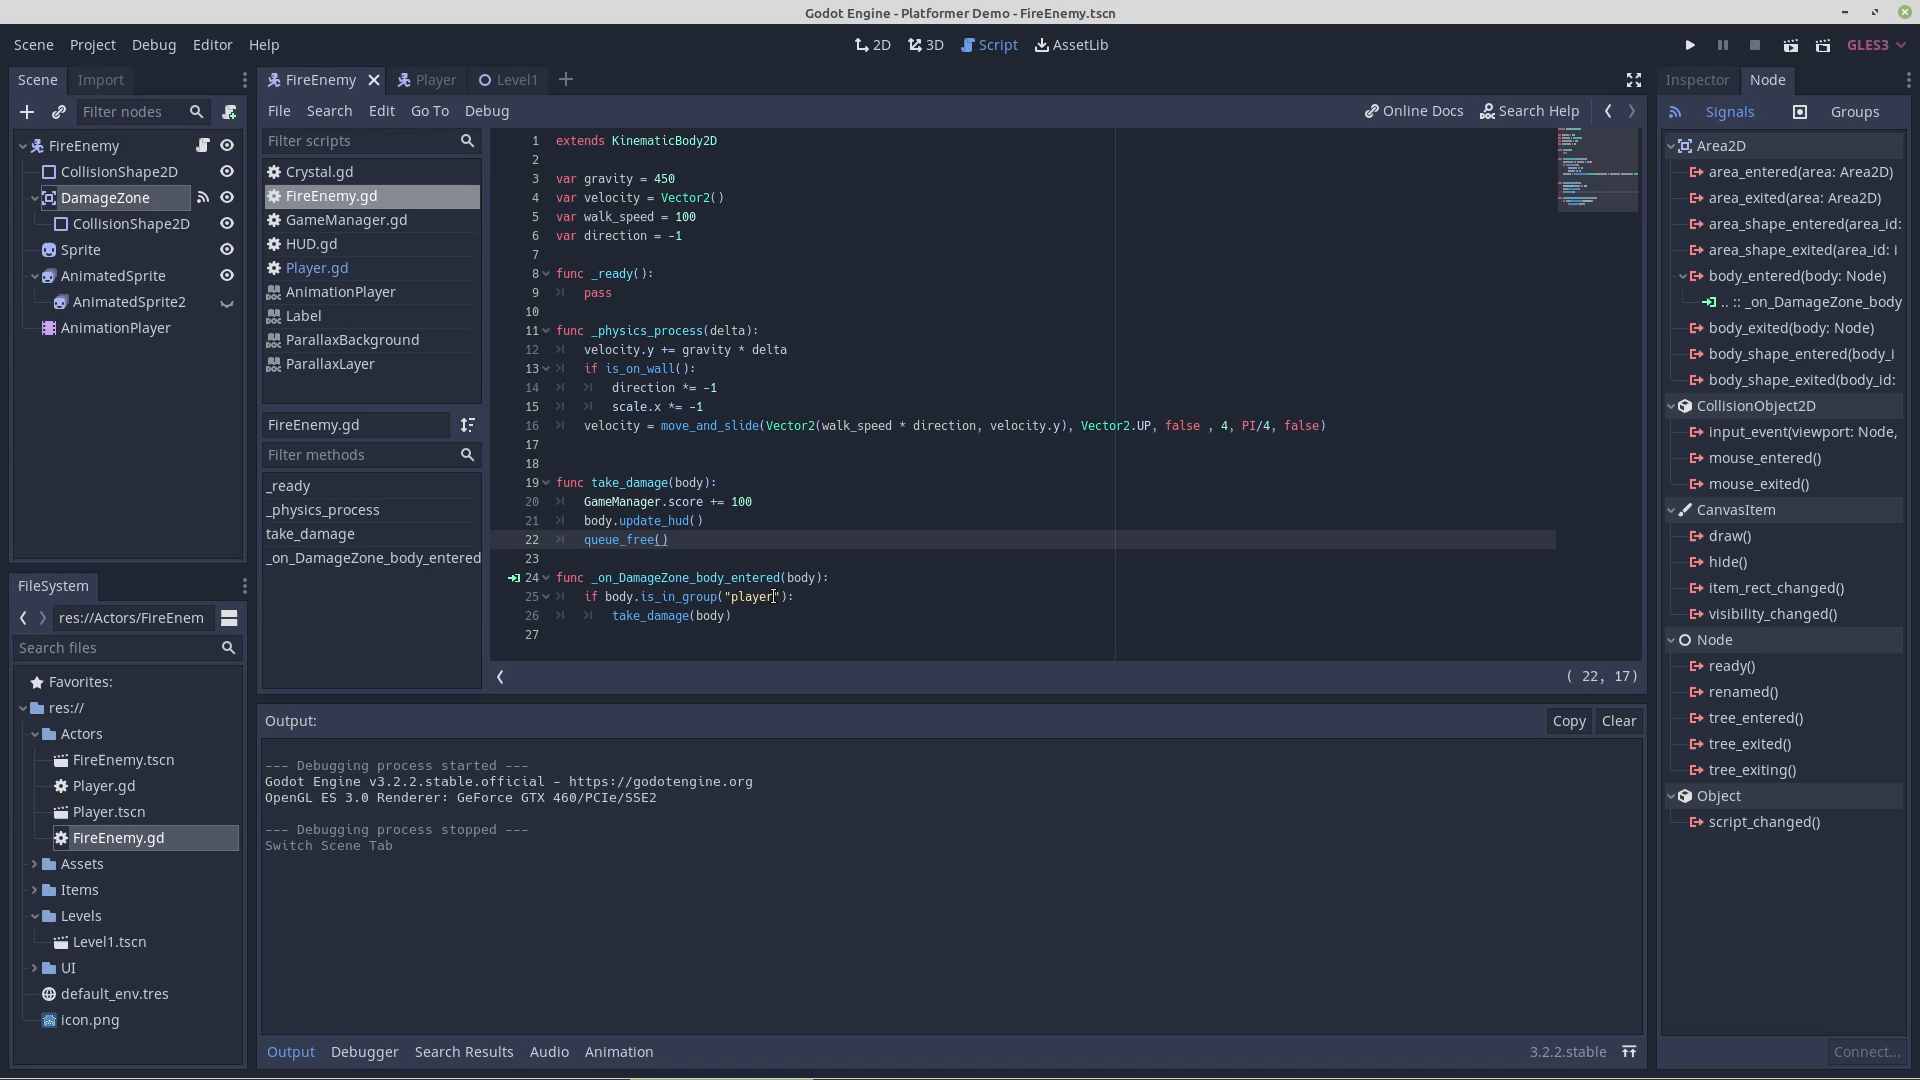 Godot Engine - Platformer Demo - FireEnemy.tscn
Scene Project Debug Editor Help
2D 3D Script AssetLib
GLES3
Scene Import
Filter nodes
FireEnemy
CollisionShape2D
DamageZone
CollisionShape2D
Sprite
AnimatedSprite
AnimatedSprite2
AnimationPlayer
FileSystem
res://Actors/FireEnem
Search files
Favorites:
res://
Actors
FireEnemy.tscn
Player.gd
Player.tscn
FireEnemy.gd
Assets
Items
Levels
Level1.tscn
UI
default_env.tres
icon.png
FireEnemy Player Level1
File Search Edit Go To Debug
Online Docs Search Help
Filter scripts
Crystal.gd
FireEnemy.gd
GameManager.gd
HUD.gd
Player.gd
AnimationPlayer
Label
ParallaxBackground
ParallaxLayer
FireEnemy.gd
Filter methods
_ready
_physics_process
take_damage
_on_DamageZone_body_entered
1 extends KinematicBody2D
2
3 var gravity = 450
4 var velocity = Vector2()
5 var walk_speed = 100
6 var direction = -1
7
8 func _ready():
9 pass
10
11 func _physics_process(delta):
12 velocity.y += gravity * delta
13 if is_on_wall():
14 direction *= -1
15 scale.x *= -1
16 velocity = move_and_slide(Vector2(walk_speed * direction, velocity.y), Vector2.UP, false , 4, PI/4, false)
17
18
19 func take_damage(body):
20 GameManager.score += 100
21 body.update_hud()
22 queue_free()
23
24 func _on_DamageZone_body_entered(body):
25 if body.is_in_group("player"):
26 take_damage(body)
27
( 22, 17)
Output:
Copy Clear
--- Debugging process started ---
Godot Engine v3.2.2.stable.official - https://godotengine.org
OpenGL ES 3.0 Renderer: GeForce GTX 460/PCIe/SSE2
--- Debugging process stopped ---
Switch Scene Tab
Output Debugger Search Results Audio Animation
3.2.2.stable
Inspector Node
Signals Groups
Area2D
area_entered(area: Area2D)
area_exited(area: Area2D)
area_shape_entered(area_id:
area_shape_exited(area_id: i
body_entered(body: Node)
.. :: _on_DamageZone_body
body_exited(body: Node)
body_shape_entered(body_i
body_shape_exited(body_id:
CollisionObject2D
input_event(viewport: Node,
mouse_entered()
mouse_exited()
CanvasItem
draw()
hide()
item_rect_changed()
visibility_changed()
Node
ready()
renamed()
tree_entered()
tree_exited()
tree_exiting()
Object
script_changed()
Connect...